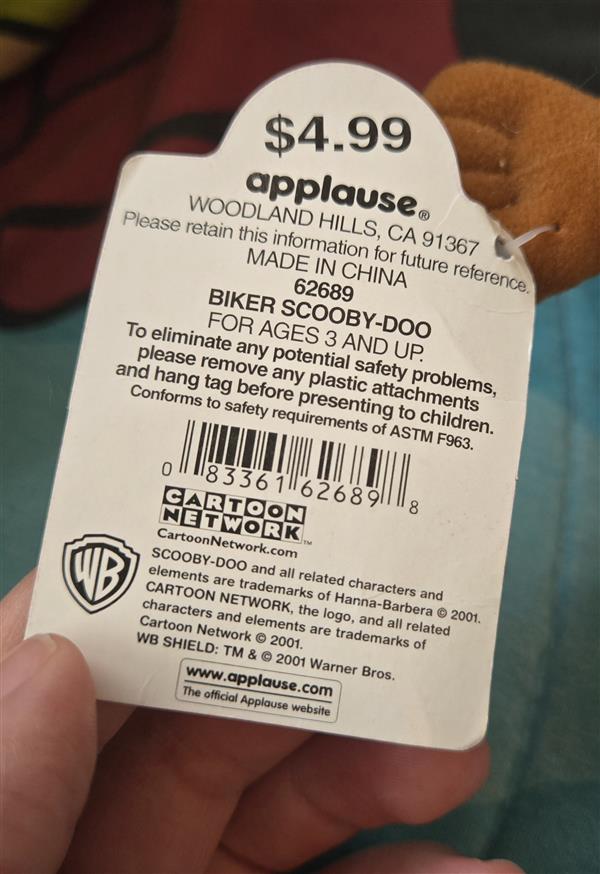 $4.99
applause®
WOODLAND HILLS, CA 91367
Please retain this information for future reference.
MADE IN CHINA
62689
BIKER SCOOBY-DOO
FOR AGES 3 AND UP.
To eliminate any potential safety problems,
please remove any plastic attachments
and hang tag before presenting to children.
Conforms to safety requirements of ASTM F963.
0 83361 62689 8
CARTOON
NETWORK™
CartoonNetwork.com
WB
SCOOBY-DOO and all related characters and
elements are trademarks of Hanna-Barbera © 2001.
CARTOON NETWORK, the logo, and all related
characters and elements are trademarks of
Cartoon Network © 2001.
WB SHIELD: TM & © 2001 Warner Bros.
www.applause.com
The official Applause website